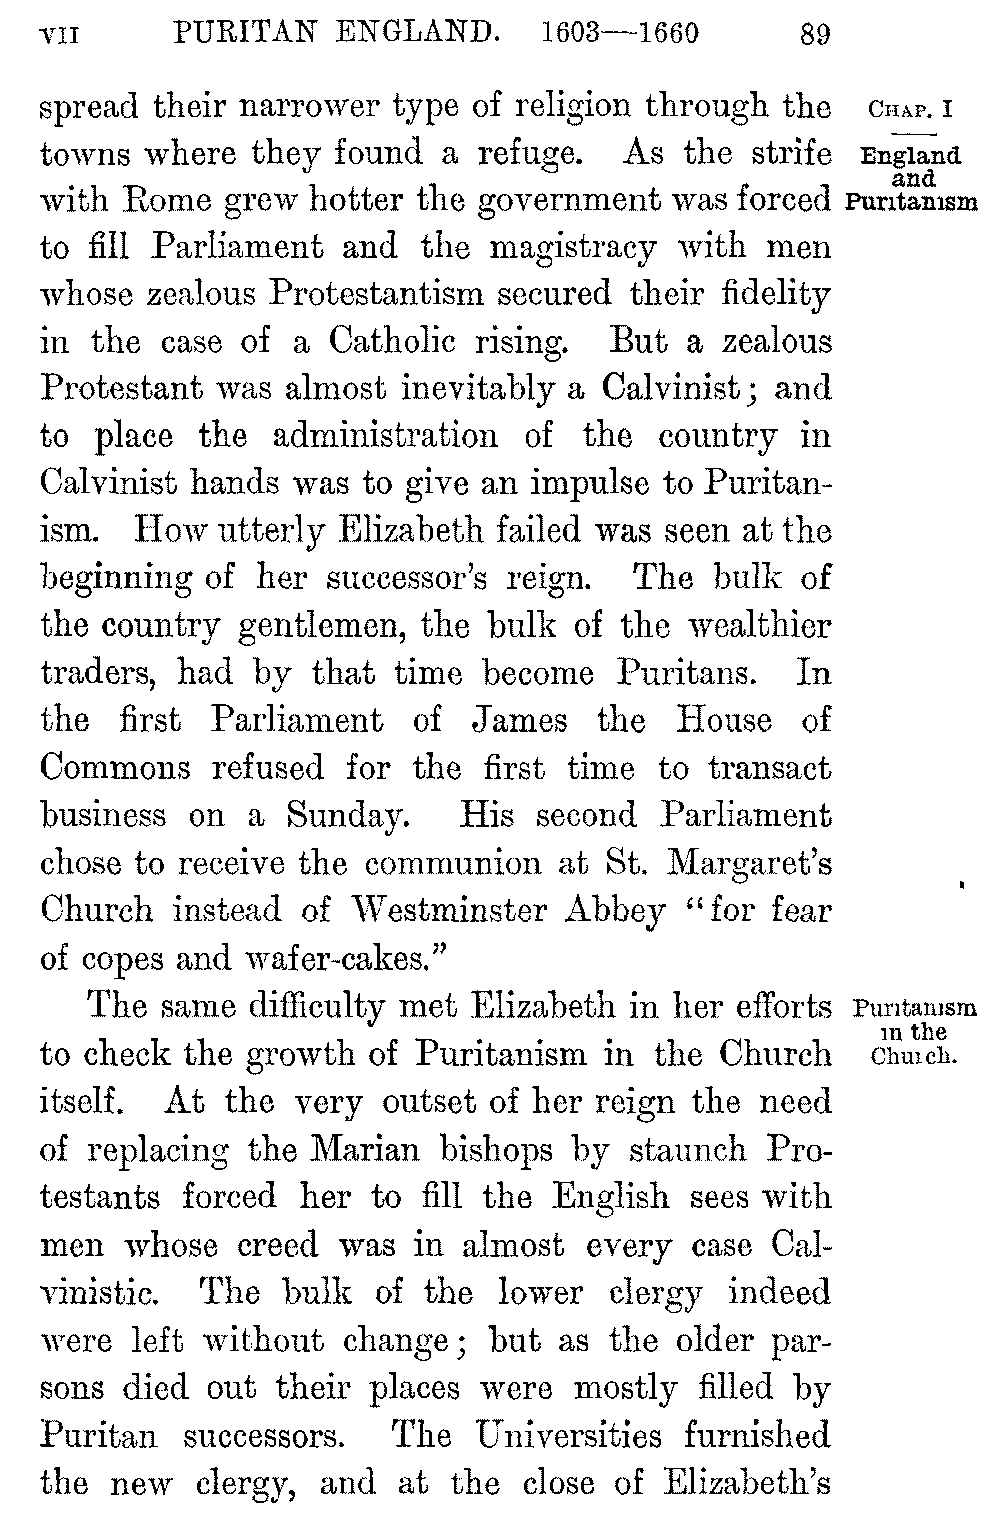 VII PURITAN ENGLAND. 1603—1660 89
spread their narrower type of religion through the
towns where they found a refuge. As the strife
with Rome grew hotter the government was forced
to fill Parliament and the magistracy with men
whose zealous Protestantism secured their fidelity
in the case of a Catholic rising. But a zealous
Protestant was almost inevitably a Calvinist; and
to place the administration of the country in
Calvinist hands was to give an impulse to Puritan-
ism. How utterly Elizabeth failed was seen at the
beginning of her successor's reign. The bulk of
the country gentlemen, the bulk of the wealthier
traders, had by that time become Puritans. In
the first Parliament of James the House of
Commons refused for the first time to transact
business on a Sunday. His second Parliament
chose to receive the communion at St. Margaret's
Church instead of Westminster Abbey "for fear
of copes and wafer-cakes."
The same difficulty met Elizabeth in her efforts
to check the growth of Puritanism in the Church
itself. At the very outset of her reign the need
of replacing the Marian bishops by staunch Pro-
testants forced her to fill the English sees with
men whose creed was in almost every case Cal-
vinistic. The bulk of the lower clergy indeed
were left without change; but as the older par-
sons died out their places were mostly filled by
Puritan successors. The Universities furnished
the new clergy, and at the close of Elizabeth's
CHAP. I
England
and
Puritanism
Puritanism
in the
Church.